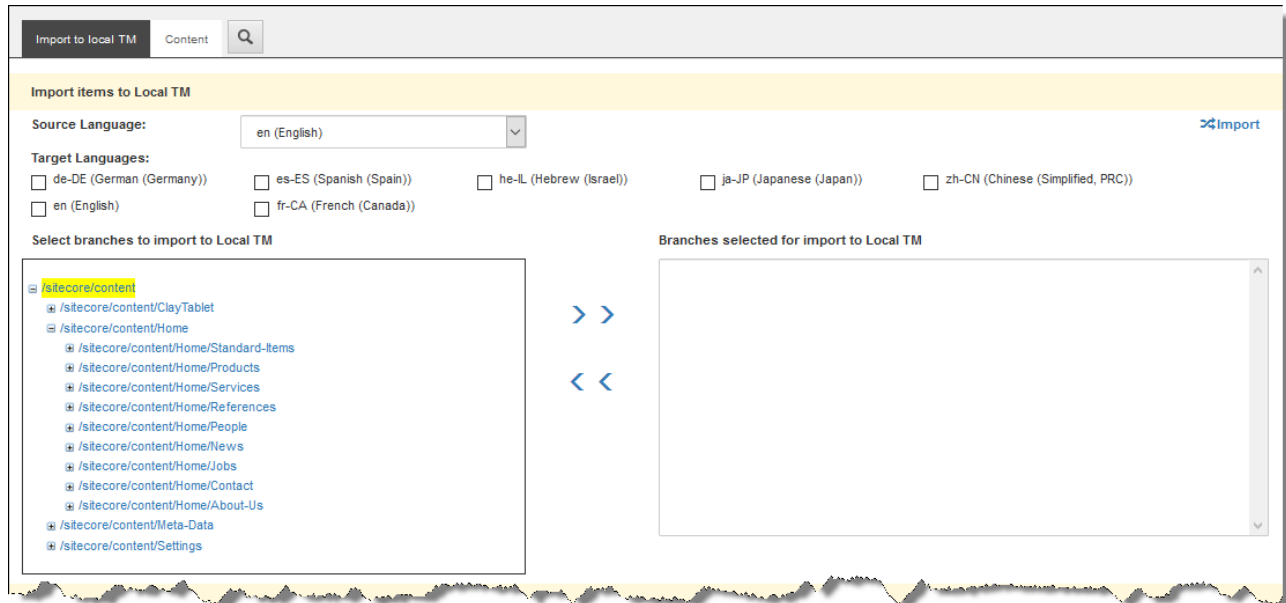 Import to local TM Content
Import items to Local TM
Source Language: en (English) Import
Target Languages:
de-DE (German (Germany)) es-ES (Spanish (Spain)) he-IL (Hebrew (Israel)) ja-JP (Japanese (Japan)) zh-CN (Chinese (Simplified, PRC))
en (English) fr-CA (French (Canada))
Select branches to import to Local TM Branches selected for import to Local TM
/sitecore/content
/sitecore/content/ClayTablet
/sitecore/content/Home
/sitecore/content/Home/Standard-Items
/sitecore/content/Home/Products
/sitecore/content/Home/Services
/sitecore/content/Home/References
/sitecore/content/Home/People
/sitecore/content/Home/News
/sitecore/content/Home/Jobs
/sitecore/content/Home/Contact
/sitecore/content/Home/About-Us
/sitecore/content/Meta-Data
/sitecore/content/Settings